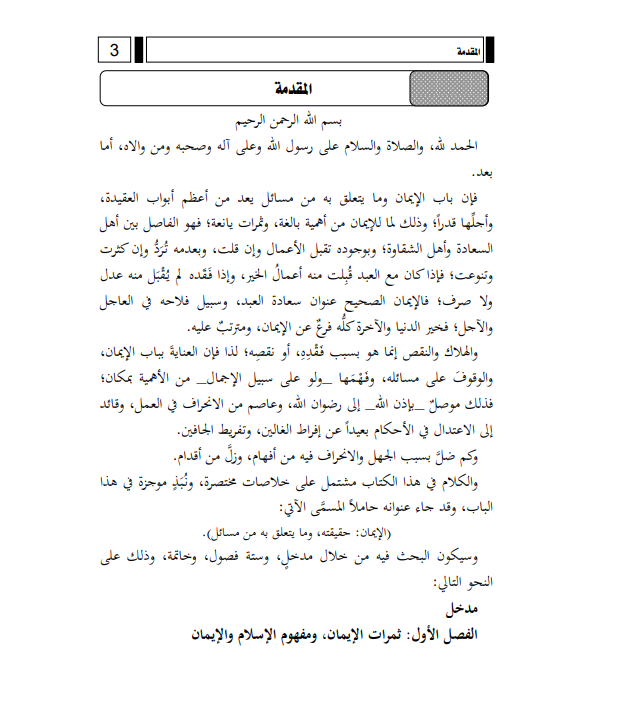 المقدمة
3
المقدمة
بسم الله الرحمن الرحيم
الحمد لله، والصلاة والسلام على رسول الله وعلى آله وصحبه ومن والاه، أما
بعد.
فإن باب الإيمان وما يتعلق به من مسائل يعد من أعظم أبواب العقيدة،
وأجلِّها قدراً؛ وذلك لما للإيمان من أهمية بالغة، وثمرات يانعة؛ فهو الفاصل بين أهل
السعادة وأهل الشقاوة؛ وبوجوده تقبل الأعمال وإن قلت، وبعدمه تُرَدُّ وإن كثرت
وتنوعت؛ فإذا كان مع العبد قُبِلت منه أعمالُ الخير، وإذا فَقَده لم يُقْبَل منه عدل
ولا صرف؛ فالإيمان الصحيح عنوان سعادة العبد، وسبيل فلاحه في العاجل
والآجل؛ فخير الدنيا والآخرة كلُّه فرعٌ عن الإيمان، ومترتبٌ عليه.
والهلاك والنقص إنما هو بسبب فَقْدِهِ، أو نقصِه؛ لذا فإن العنايةَ بباب الإيمان،
والوقوفَ على مسائله، وفَهْمَها _ولو على سبيل الإجمال_ من الأهمية بمكان؛
فذلك موصلٌ _بإذن الله_ إلى رضوان الله، وعاصم من الانحراف في العمل، وقائد
إلى الاعتدال في الأحكام بعيداً عن إفراط الغالين، وتفريط الجافين.
وكم ضلَّ بسبب الجهل والانحراف فيه من أفهام، وزلَّ من أقدام.
والكلام في هذا الكتاب مشتمل على خلاصات مختصرة، ونُبَذٍ موجزة في هذا
الباب، وقد جاء عنوانه حاملاً المسمَّى الآتي:
(الإيمان: حقيقته، وما يتعلق به من مسائل).
وسيكون البحث فيه من خلال مدخلٍ، وستة فصول، وخاتمة، وذلك على
النحو التالي:
مدخل
الفصل الأول: ثمرات الإيمان، ومفهوم الإسلام والإيمان